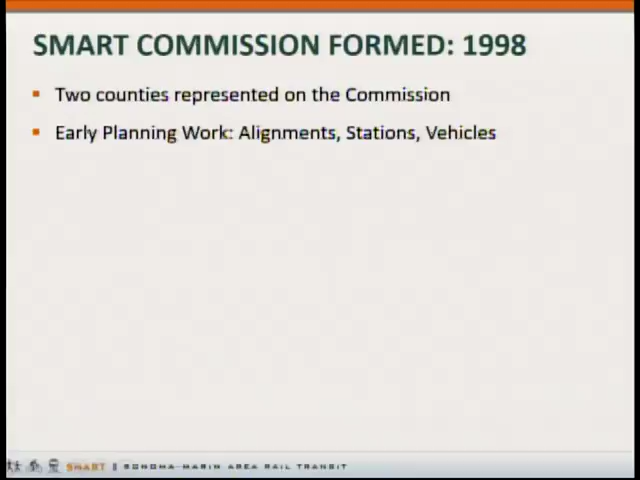 SMART COMMISSION FORMED: 1998
Two counties represented on the Commission
Early Planning Work: Alignments, Stations, Vehicles
SMART | SONOMA-MARIN AREA RAIL TRANSIT